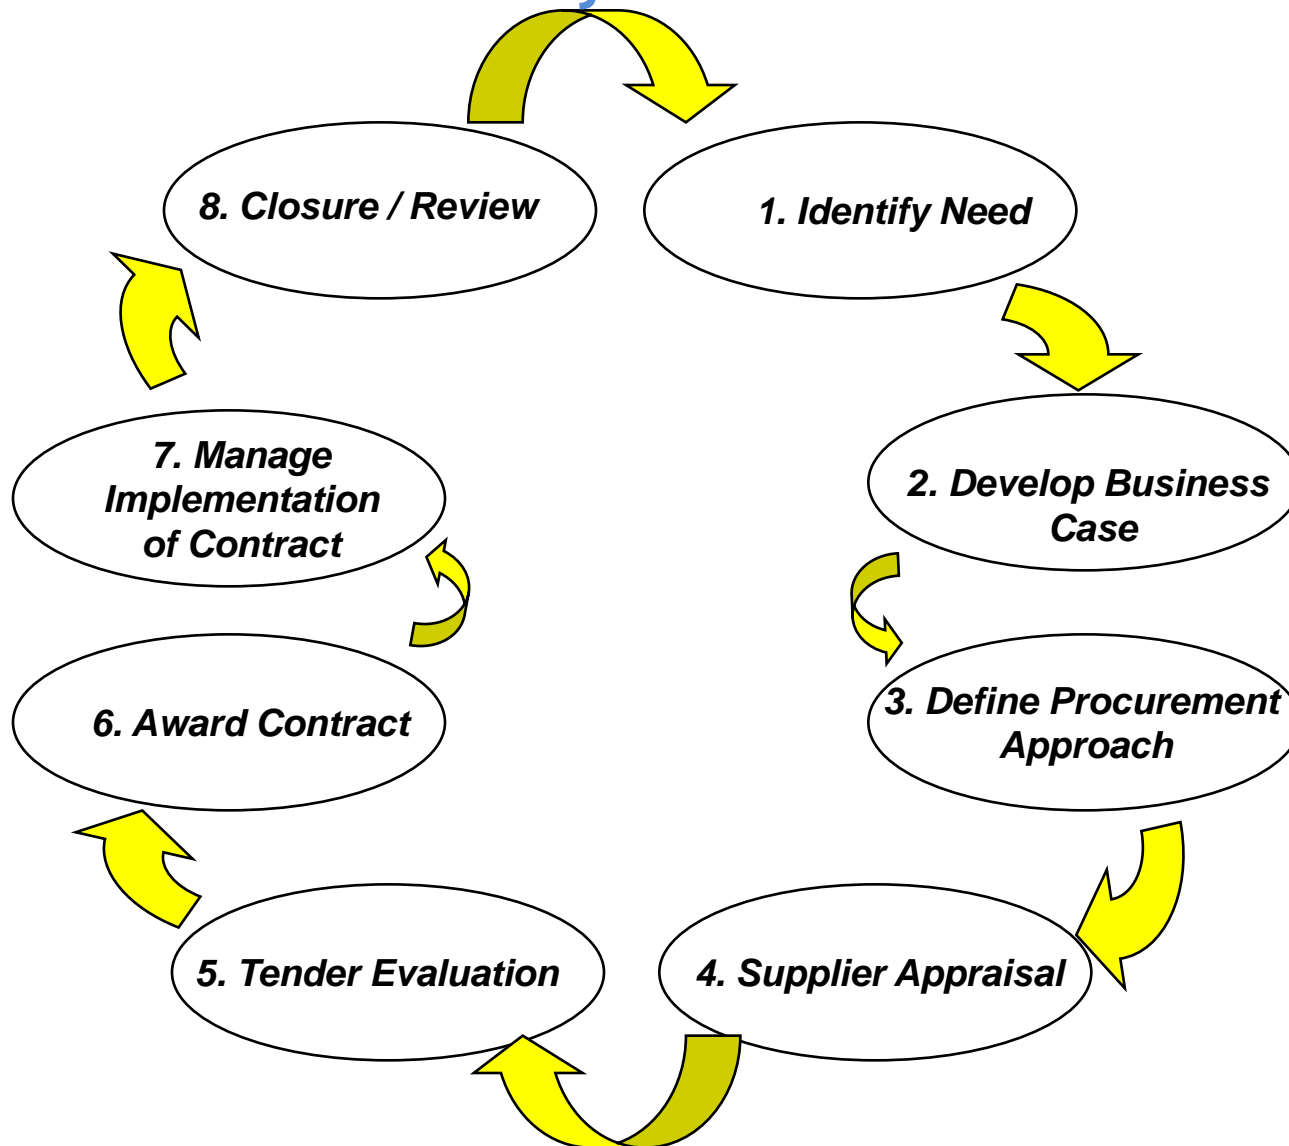 8. Closure / Review
1. Identify Need
7. Manage
Implementation
of Contract
2. Develop Business
Case
6. Award Contract
3. Define Procurement
Approach
5. Tender Evaluation
4. Supplier Appraisal